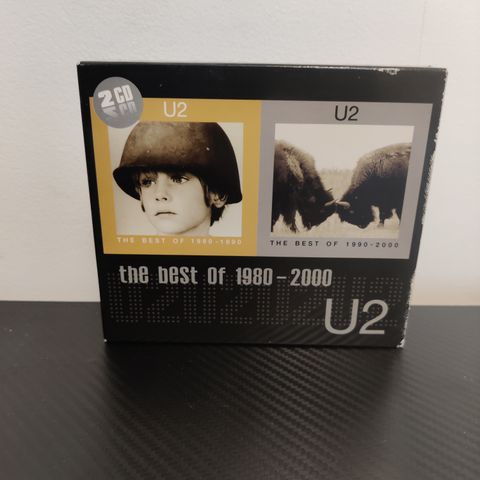 2CD
U2
THE BEST OF 1980-1990
U2
THE BEST OF 1990-2000
the best of 1980-2000
U2